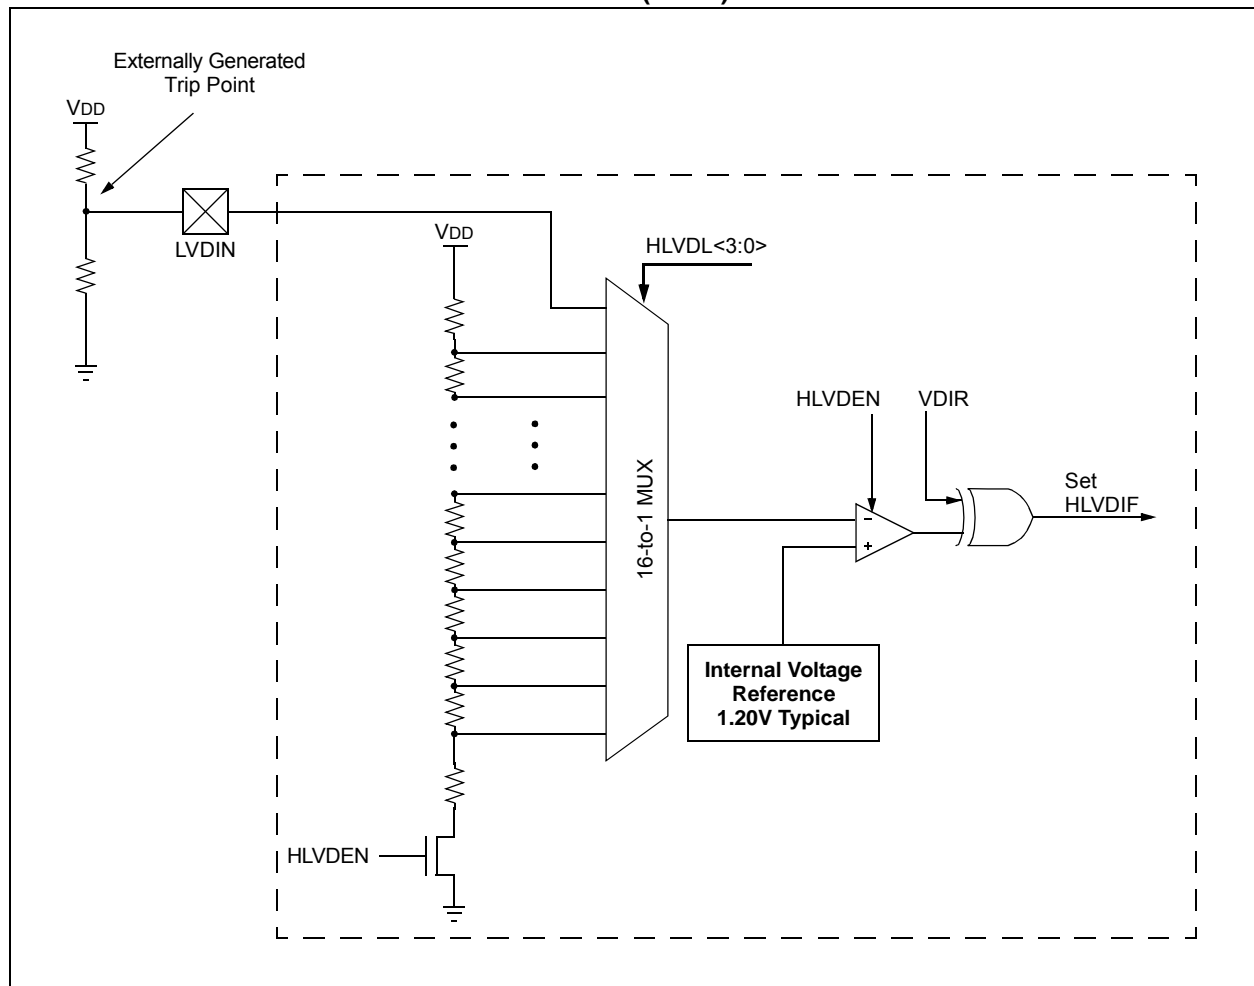 Externally Generated
Trip Point
VDD
LVDIN
VDD
HLVDL<3:0>
16-to-1 MUX
HLVDEN
VDIR
-
+
Set
HLVDIF
Internal Voltage
Reference
1.20V Typical
HLVDEN